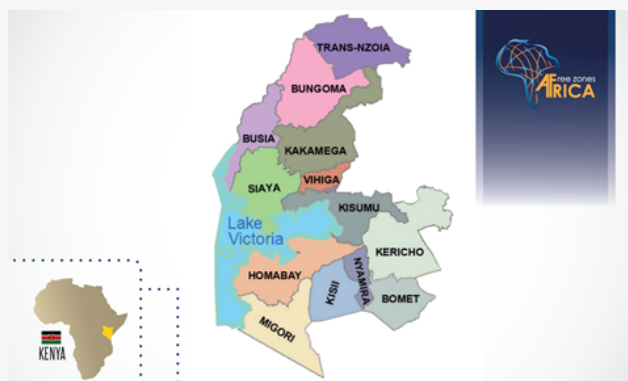 TRANS-NZOIA
BUNGOMA
BUSIA
KAKAMEGA
VIHIGA
SIAYA
KISUMU
Lake
Victoria
KERICHO
HOMABAY
NYAMIRA
KISII
BOMET
MIGORI
Free zones
AFRICA
KENYA